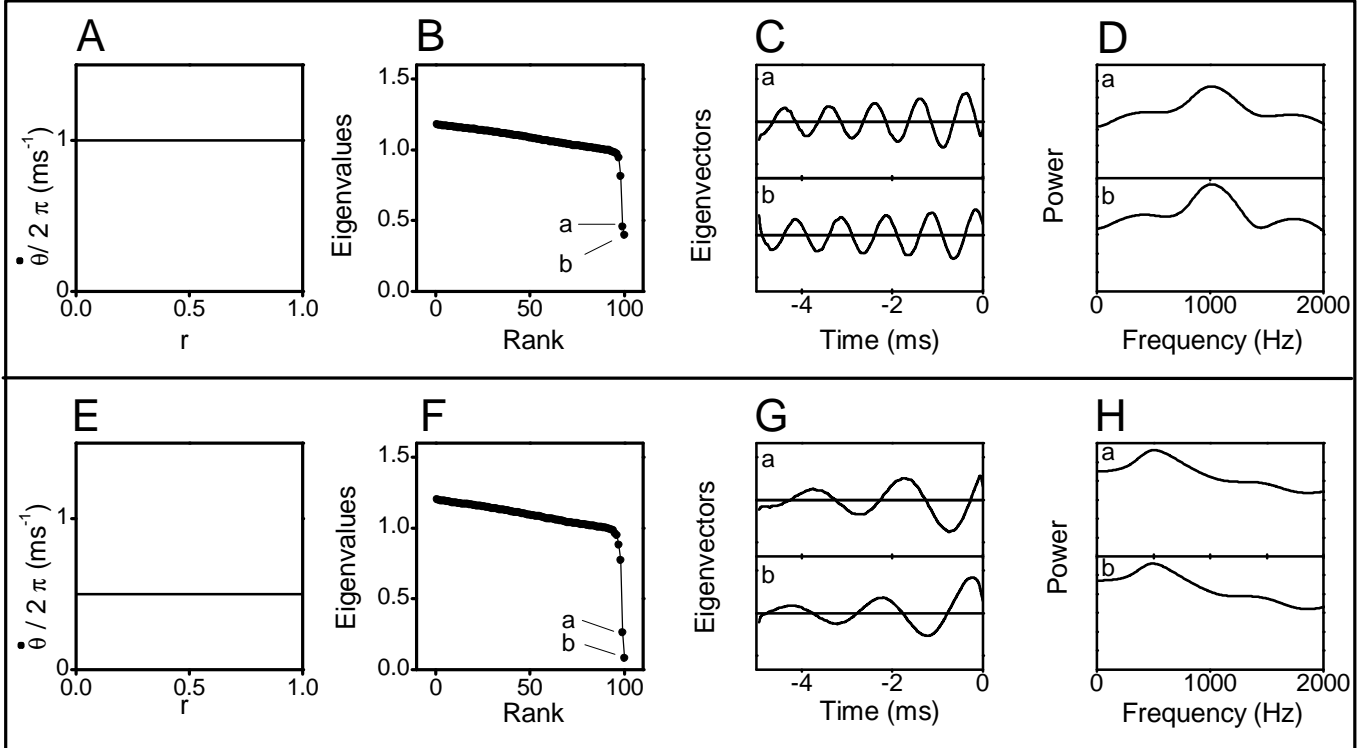 A
B
C
D
θ̇/ 2 π (ms⁻¹)
1
0
0.0
0.5
1.0
r
Eigenvalues
1.5
1.0
0.5
0.0
a
b
0
50
100
Rank
Eigenvectors
a
b
-4
-2
0
Time (ms)
Power
a
b
0
1000
2000
Frequency (Hz)
E
F
G
H
θ̇ / 2 π (ms⁻¹)
1
0
0.0
0.5
1.0
r
Eigenvalues
1.5
1.0
0.5
0.0
a
b
0
50
100
Rank
Eigenvectors
a
b
-4
-2
0
Time (ms)
Power
a
b
0
1000
2000
Frequency (Hz)